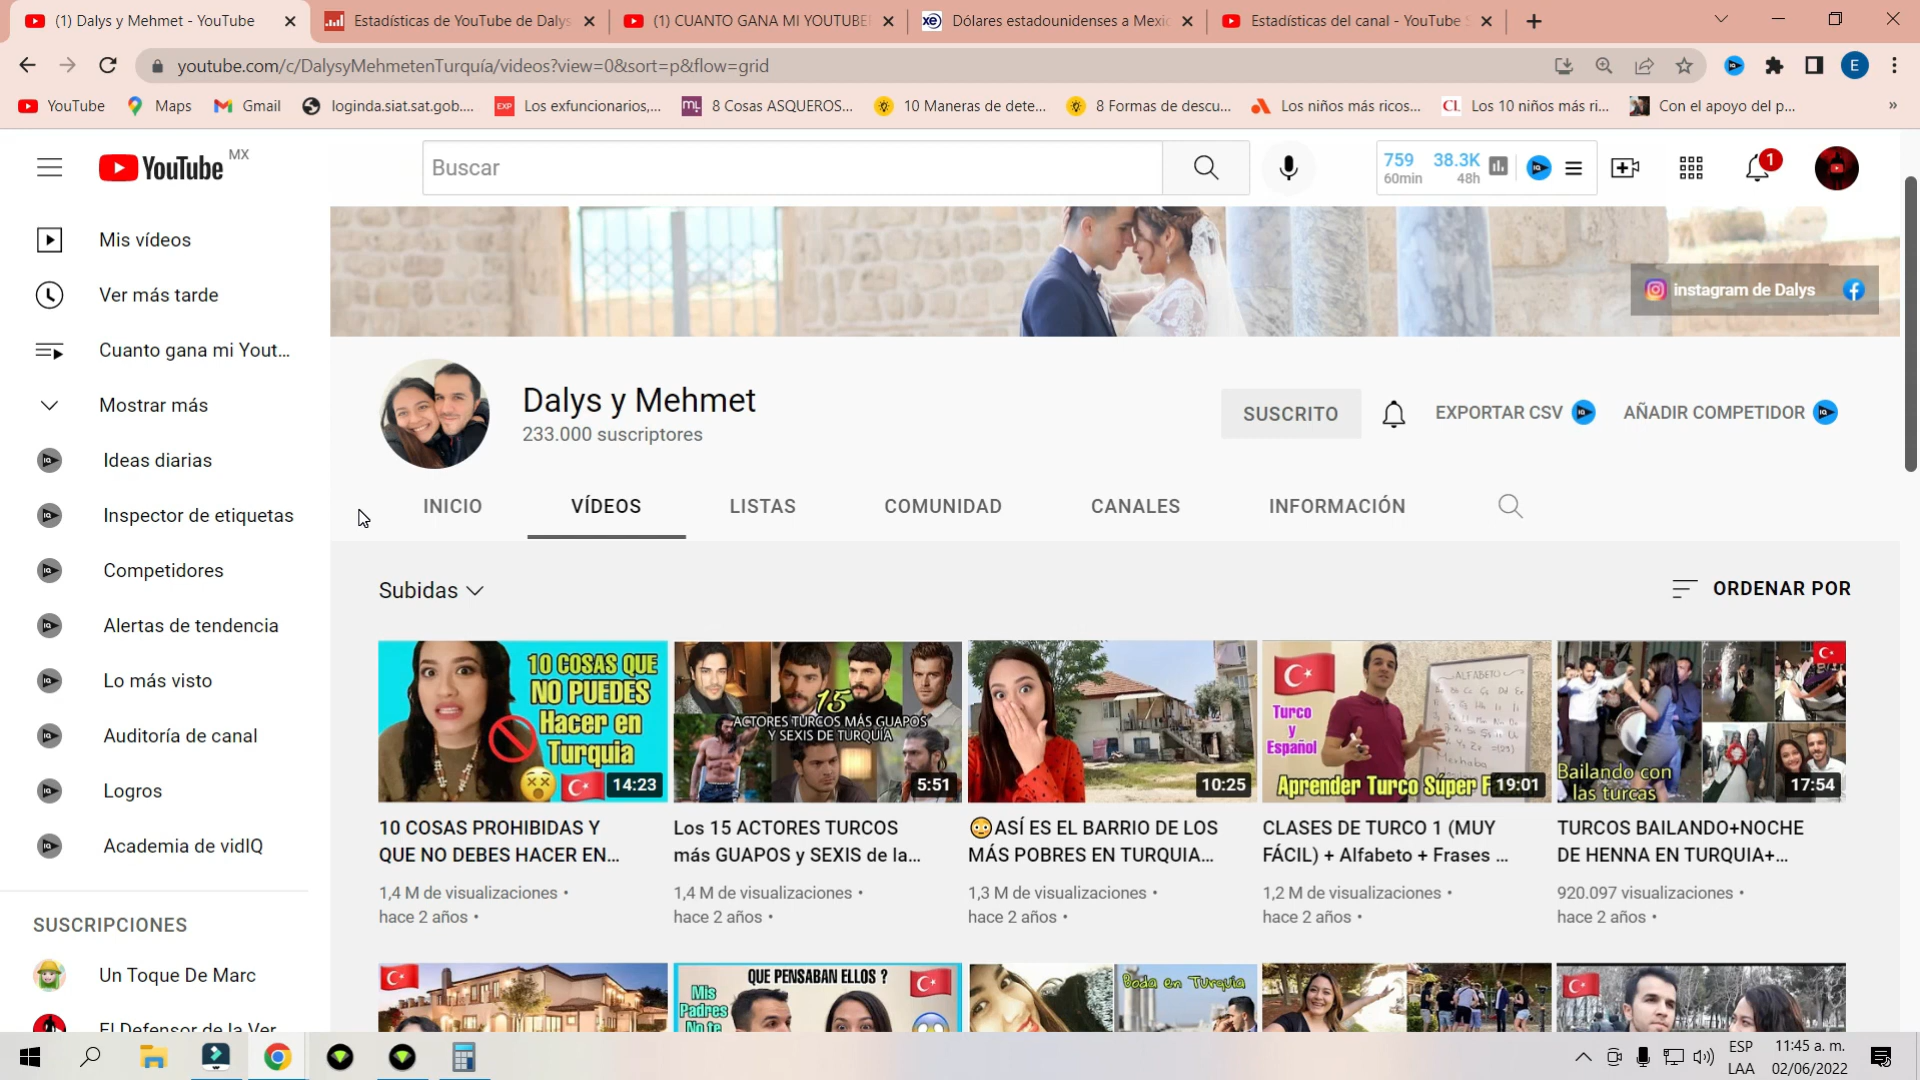 (1) Dalys y Mehmet - YouTube
Estadísticas de YouTube de Dalys
(1) CUANTO GANA MI YOUTUBE
Dólares estadounidenses a Mexic
Estadísticas del canal - YouTube S
youtube.com/c/DalysyMehmetenTurquía/videos?view=0&sort=p&flow=grid
E
YouTube
Maps
Gmail
loginda.siat.sat.gob....
EXP Los exfuncionarios,...
8 Cosas ASQUEROS...
10 Maneras de dete...
8 Formas de descu...
Los niños más ricos...
CL Los 10 niños más ri...
Con el apoyo del p...
»
YouTube MX
Buscar
759
60min
38.3K
48h
1
Mis vídeos
Ver más tarde
Cuanto gana mi Yout...
Mostrar más
Ideas diarias
Inspector de etiquetas
Competidores
Alertas de tendencia
Lo más visto
Auditoría de canal
Logros
Academia de vidIQ
SUSCRIPCIONES
Un Toque De Marc
El Defensor de la Ver
instagram de Dalys
Dalys y Mehmet
233.000 suscriptores
SUSCRITO
EXPORTAR CSV
AÑADIR COMPETIDOR
INICIO
VÍDEOS
LISTAS
COMUNIDAD
CANALES
INFORMACIÓN
Subidas
ORDENAR POR
10 COSAS QUE
NO PUEDES
Hacer en
Turquia
14:23
10 COSAS PROHIBIDAS Y
QUE NO DEBES HACER EN...
1,4 M de visualizaciones •
hace 2 años •
15
ACTORES TURCOS MÁS GUAPOS
Y SEXIS DE TURQUÍA
5:51
Los 15 ACTORES TURCOS
más GUAPOS y SEXIS de la...
1,4 M de visualizaciones •
hace 2 años •
10:25
😳ASÍ ES EL BARRIO DE LOS
MÁS POBRES EN TURQUIA...
1,3 M de visualizaciones •
hace 2 años •
ALFABETO
Turco
y
Español
Aprender Turco Súper F
19:01
CLASES DE TURCO 1 (MUY
FÁCIL) + Alfabeto + Frases ...
1,2 M de visualizaciones •
hace 2 años •
Bailando con
las turcas
17:54
TURCOS BAILANDO+NOCHE
DE HENNA EN TURQUIA+...
920.097 visualizaciones •
hace 2 años •
QUE PENSABAN ELLOS ?
Mis
Padres
No te
Boda en Turquia
ESP
LAA
11:45 a. m.
02/06/2022